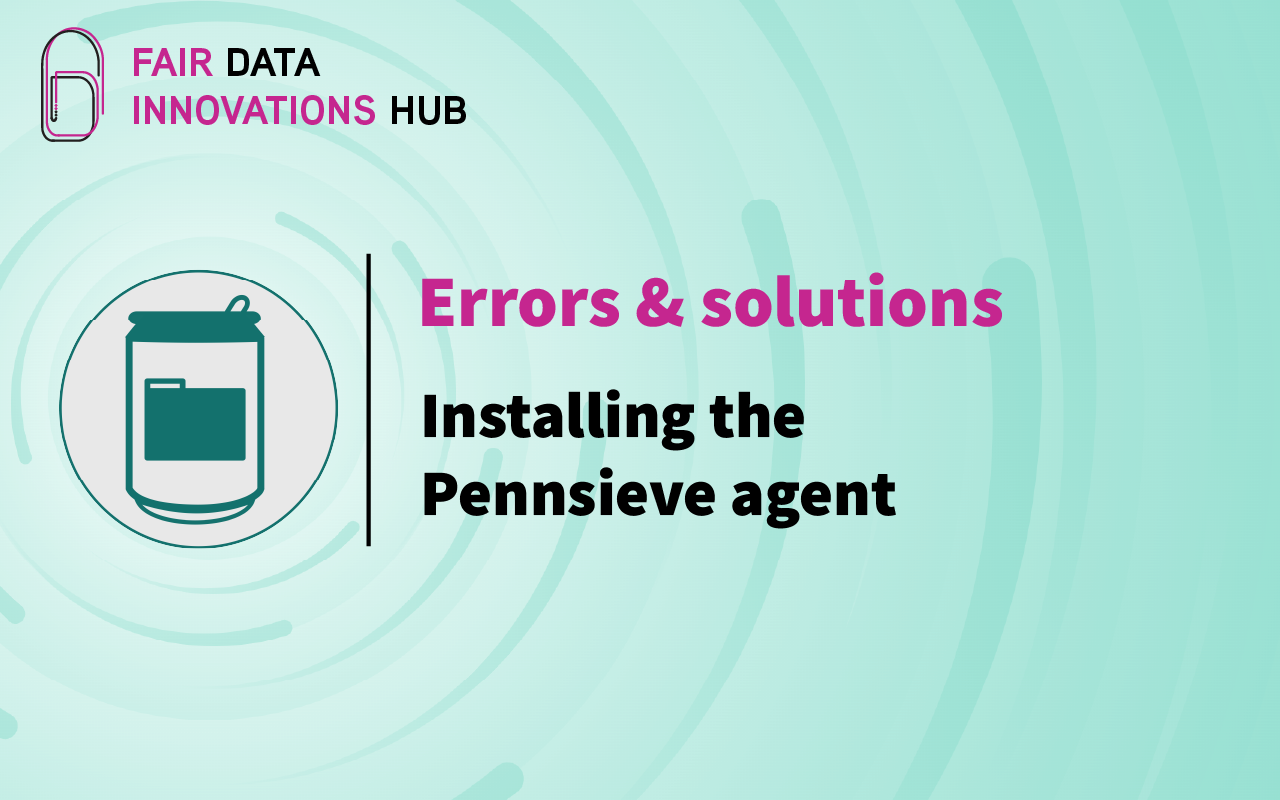 FAIR DATA
INNOVATIONS HUB
Errors & solutions
Installing the
Pennsieve agent